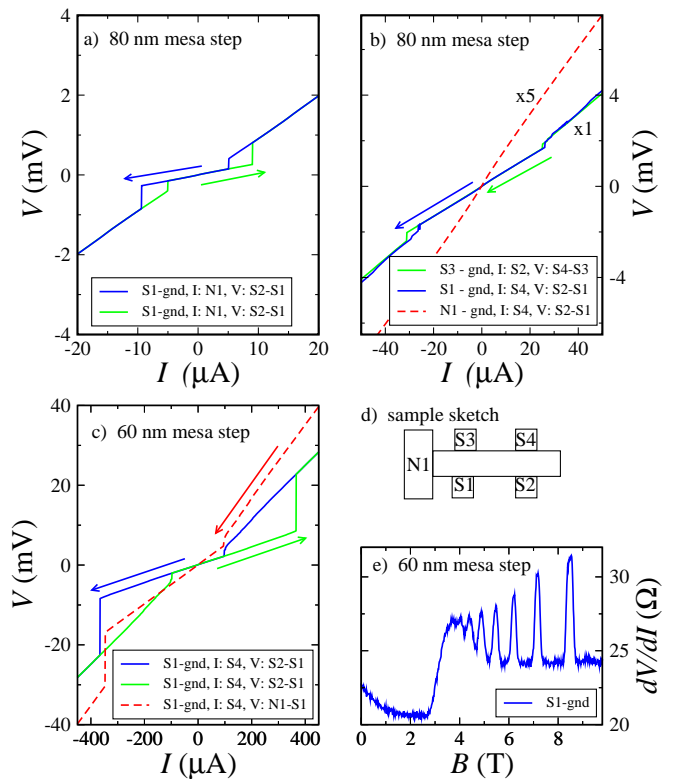 a) 80 nm mesa step
4
2
0
-2
-4
V (mV)
-20
-10
0
10
20
I (µA)
S1-gnd, I: N1, V: S2-S1
S1-gnd, I: N1, V: S2-S1
b) 80 nm mesa step
x5
x1
4
0
-4
V (mV)
-40
-20
0
20
40
I (µA)
S3 - gnd, I: S2, V: S4-S3
S1 - gnd, I: S4, V: S2-S1
N1 - gnd, I: S4, V: S2-S1
c) 60 nm mesa step
40
20
0
-20
-40
V (mV)
-400
-200
0
200
400
I (µA)
S1-gnd, I: S4, V: S2-S1
S1-gnd, I: S4, V: S2-S1
S1-gnd, I: S4, V: N1-S1
d) sample sketch
S3
S4
N1
S1
S2
e) 60 nm mesa step
30
25
20
dV/dI (Ω)
0
2
4
6
8
B (T)
S1-gnd